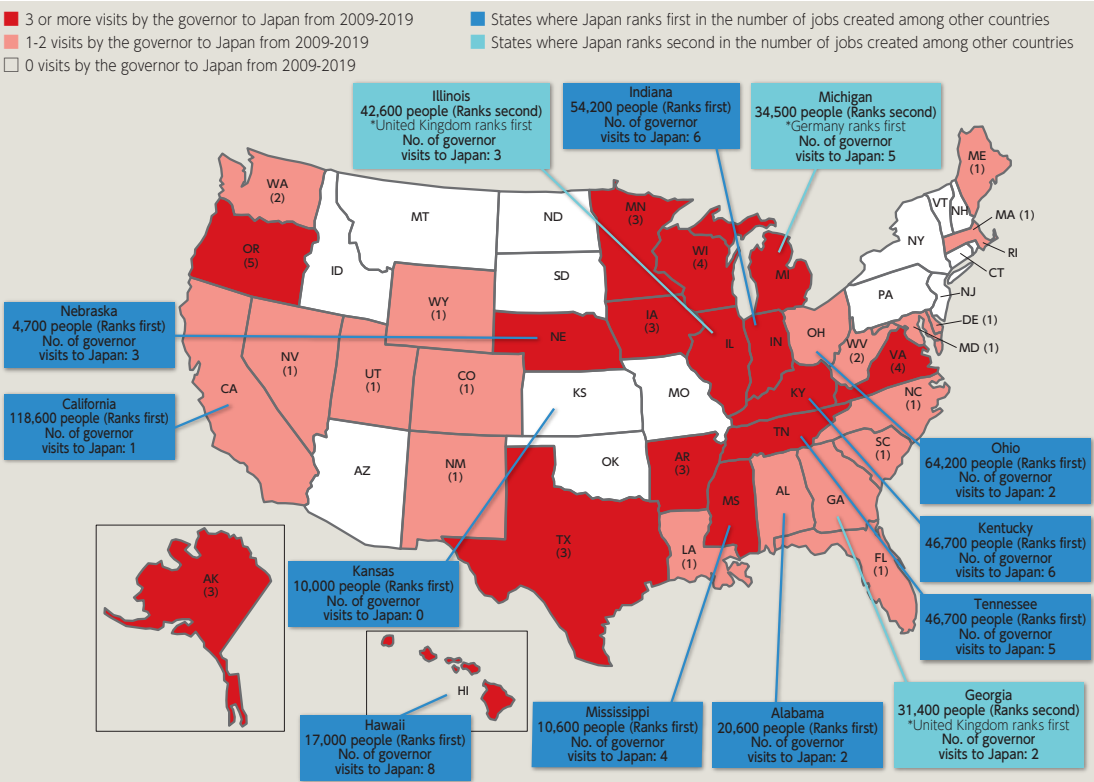 3 or more visits by the governor to Japan from 2009-2019
1-2 visits by the governor to Japan from 2009-2019
0 visits by the governor to Japan from 2009-2019
States where Japan ranks first in the number of jobs created among other countries
States where Japan ranks second in the number of jobs created among other countries
Illinois
42,600 people (Ranks second)
*United Kingdom ranks first
No. of governor
visits to Japan: 3
Indiana
54,200 people (Ranks first)
No. of governor
visits to Japan: 6
Michigan
34,500 people (Ranks second)
*Germany ranks first
No. of governor
visits to Japan: 5
WA
(2)
OR
(5)
ID
MT
ND
SD
WY
(1)
MN
(3)
WI
(4)
MI
IA
(3)
NE
IL
IN
OH
NV
(1)
UT
(1)
CO
(1)
CA
KS
MO
KY
WV
(2)
VA
(4)
NC
(1)
TN
SC
(1)
AZ
NM
(1)
OK
AR
(3)
MS
AL
GA
TX
(3)
LA
(1)
FL
(1)
ME
(1)
VT
NH
MA (1)
RI
CT
NY
PA
NJ
DE (1)
MD (1)
AK
(3)
HI
Nebraska
4,700 people (Ranks first)
No. of governor
visits to Japan: 3
California
118,600 people (Ranks first)
No. of governor
visits to Japan: 1
Kansas
10,000 people (Ranks first)
No. of governor
visits to Japan: 0
Hawaii
17,000 people (Ranks first)
No. of governor
visits to Japan: 8
Mississippi
10,600 people (Ranks first)
No. of governor
visits to Japan: 4
Alabama
20,600 people (Ranks first)
No. of governor
visits to Japan: 2
Ohio
64,200 people (Ranks first)
No. of governor
visits to Japan: 2
Kentucky
46,700 people (Ranks first)
No. of governor
visits to Japan: 6
Tennessee
46,700 people (Ranks first)
No. of governor
visits to Japan: 5
Georgia
31,400 people (Ranks second)
*United Kingdom ranks first
No. of governor
visits to Japan: 2